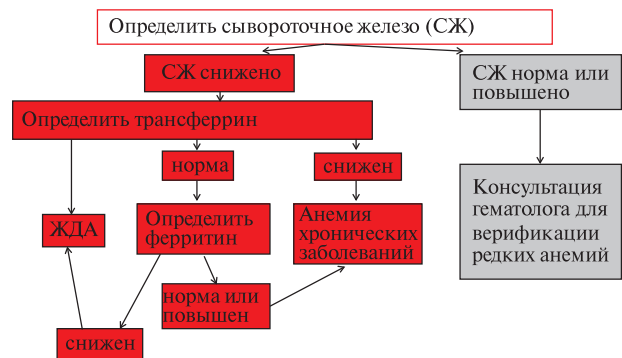 Определить сывороточное железо (СЖ)
СЖ снижено
СЖ норма или
повышено
Определить трансферрин
норма
снижен
ЖДА
Определить
ферритин
Анемия
хронических
заболеваний
Консультация
гематолога для
верификации
редких анемий
норма или
повышен
снижен